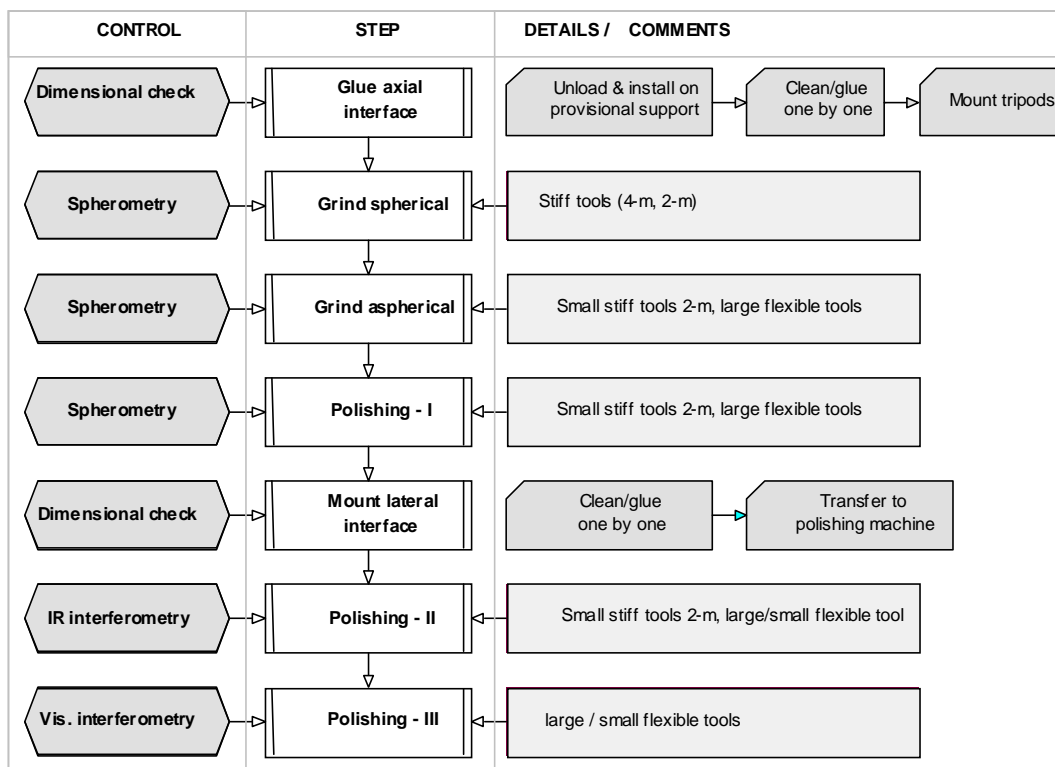 CONTROL
STEP
DETAILS / COMMENTS
Dimensional check
Glue axial
interface
Unload & install on
provisional support
Clean/glue
one by one
Mount tripods
Spherometry
Grind spherical
Stiff tools (4-m, 2-m)
Spherometry
Grind aspherical
Small stiff tools 2-m, large flexible tools
Spherometry
Polishing - I
Small stiff tools 2-m, large flexible tools
Dimensional check
Mount lateral
interface
Clean/glue
one by one
Transfer to
polishing machine
IR interferometry
Polishing - II
Small stiff tools 2-m, large/small flexible tool
Vis. interferometry
Polishing - III
large / small flexible tools